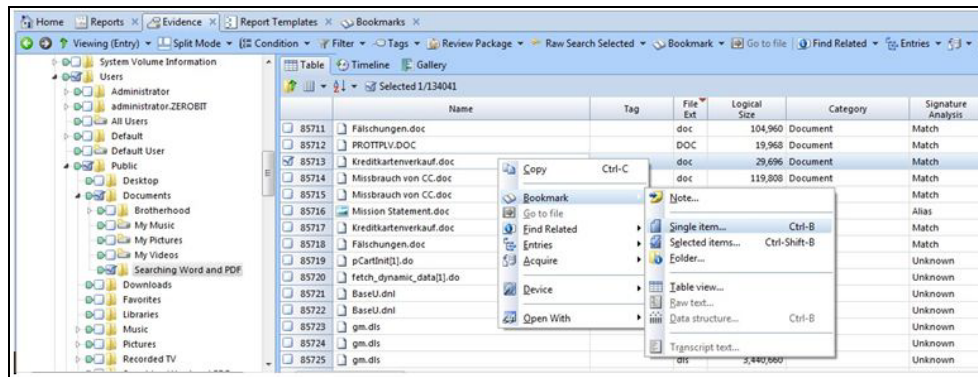 Home Reports × Evidence × Report Templates × Bookmarks ×
Viewing (Entry) Split Mode Condition Filter Tags Review Package Raw Search Selected Bookmark Go to file Find Related Entries
System Volume Information
Users
Administrator
administrator.ZEROBIT
All Users
Default
Default User
Public
Desktop
Documents
Brotherhood
My Music
My Pictures
My Videos
Searching Word and PDF
Downloads
Favorites
Libraries
Music
Pictures
Recorded TV
Table Timeline Gallery
Selected 1/134041
Name Tag File Ext Logical Size Category Signature Analysis
85711 Fälschungen.doc doc 104,960 Document Match
85712 PROTTPLV.DOC DOC 19,968 Document Match
85713 Kreditkartenverkauf.doc doc 29,696 Document Match
85714 Missbrauch von CC.doc doc 119,808 Document Match
85715 Missbrauch von CC.doc Match
85716 Mission Statement.doc Alias
85717 Kreditkartenverkauf.doc Match
85718 Fälschungen.doc Match
85719 pCartInit[1].do Unknown
85720 fetch_dynamic_data[1].do Unknown
85721 BaseU.dnl Unknown
85722 BaseU.dnl Unknown
85723 gm.dls Unknown
85724 gm.dls Unknown
85725 gm.dls dls 3,440,660 Unknown
Copy Ctrl-C
Bookmark
Go to file
Find Related
Entries
Acquire
Device
Open With
Note...
Single item... Ctrl-B
Selected items... Ctrl-Shift-B
Folder...
Table view...
Raw text...
Data structure... Ctrl-B
Transcript text...